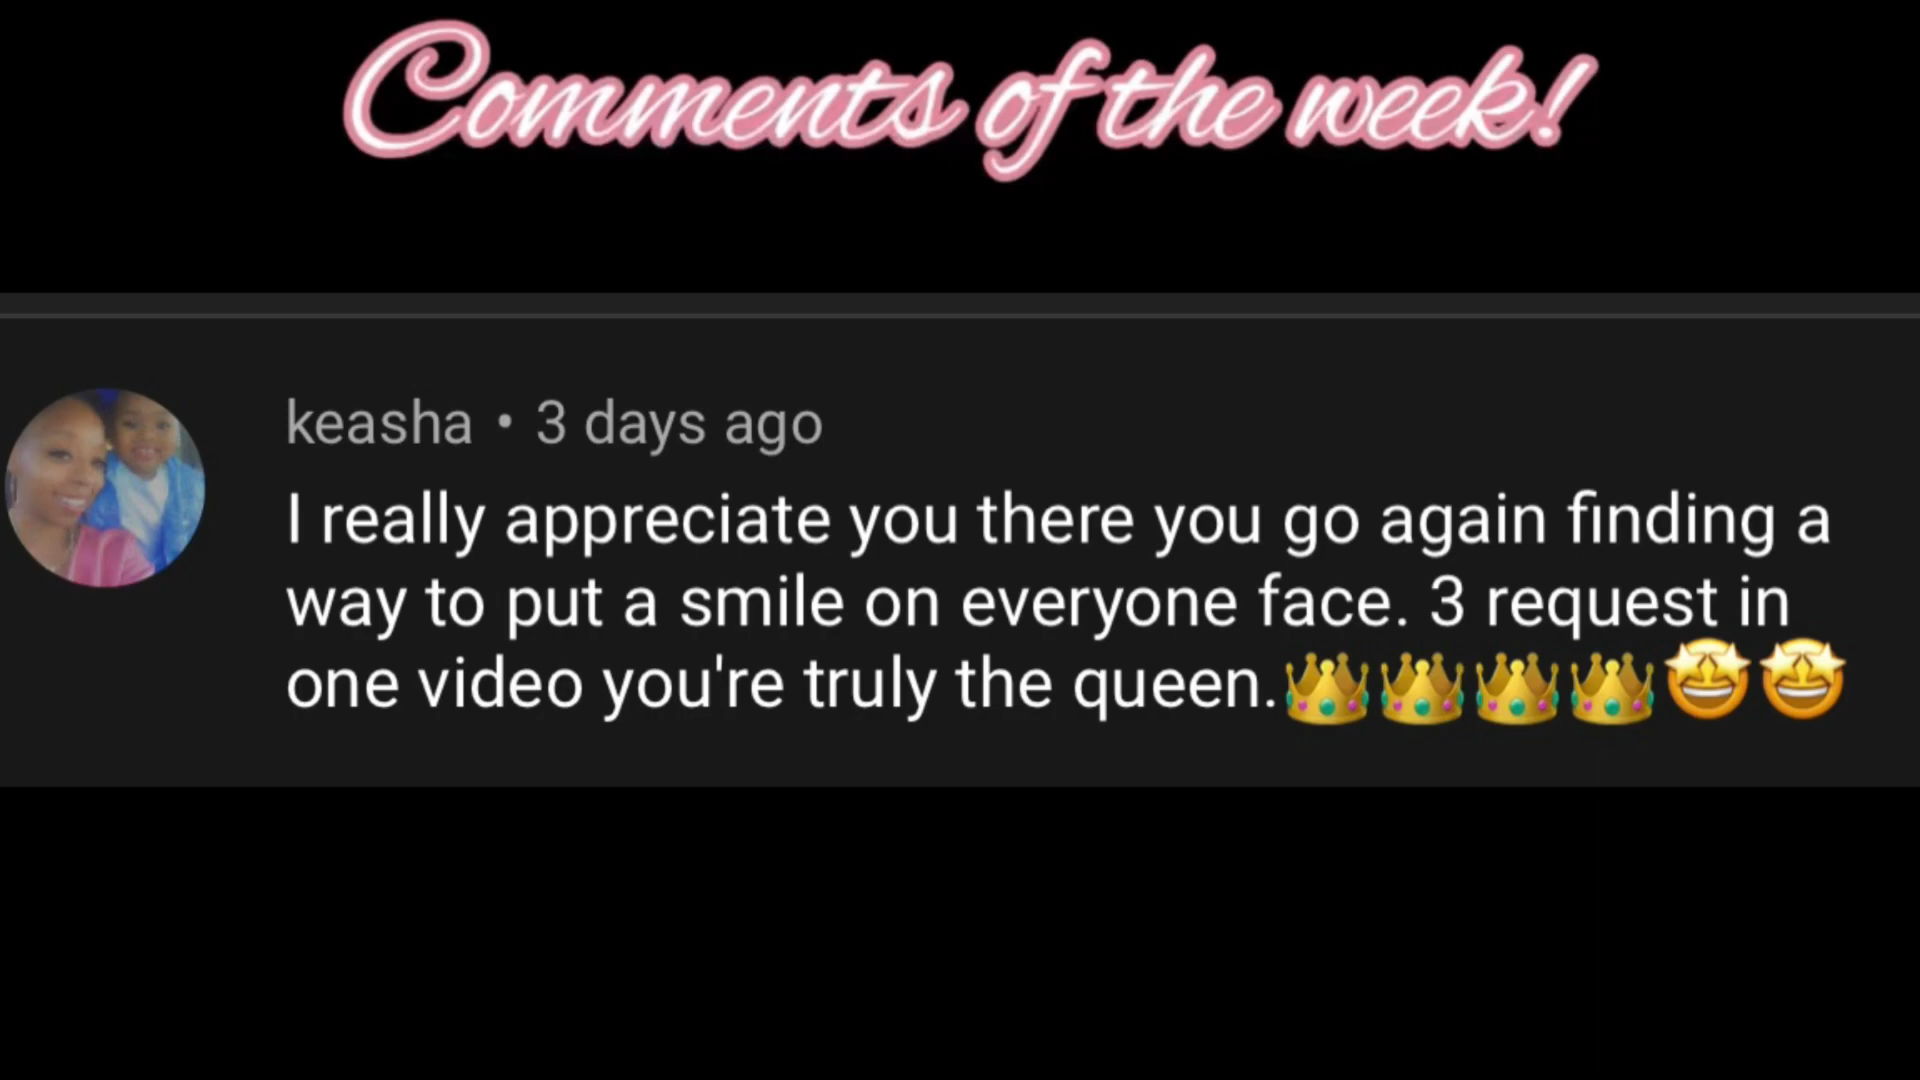 Comments of the week!
keasha • 3 days ago
I really appreciate you there you go again finding a
way to put a smile on everyone face. 3 request in
one video you're truly the queen.👑👑👑👑🤩🤩